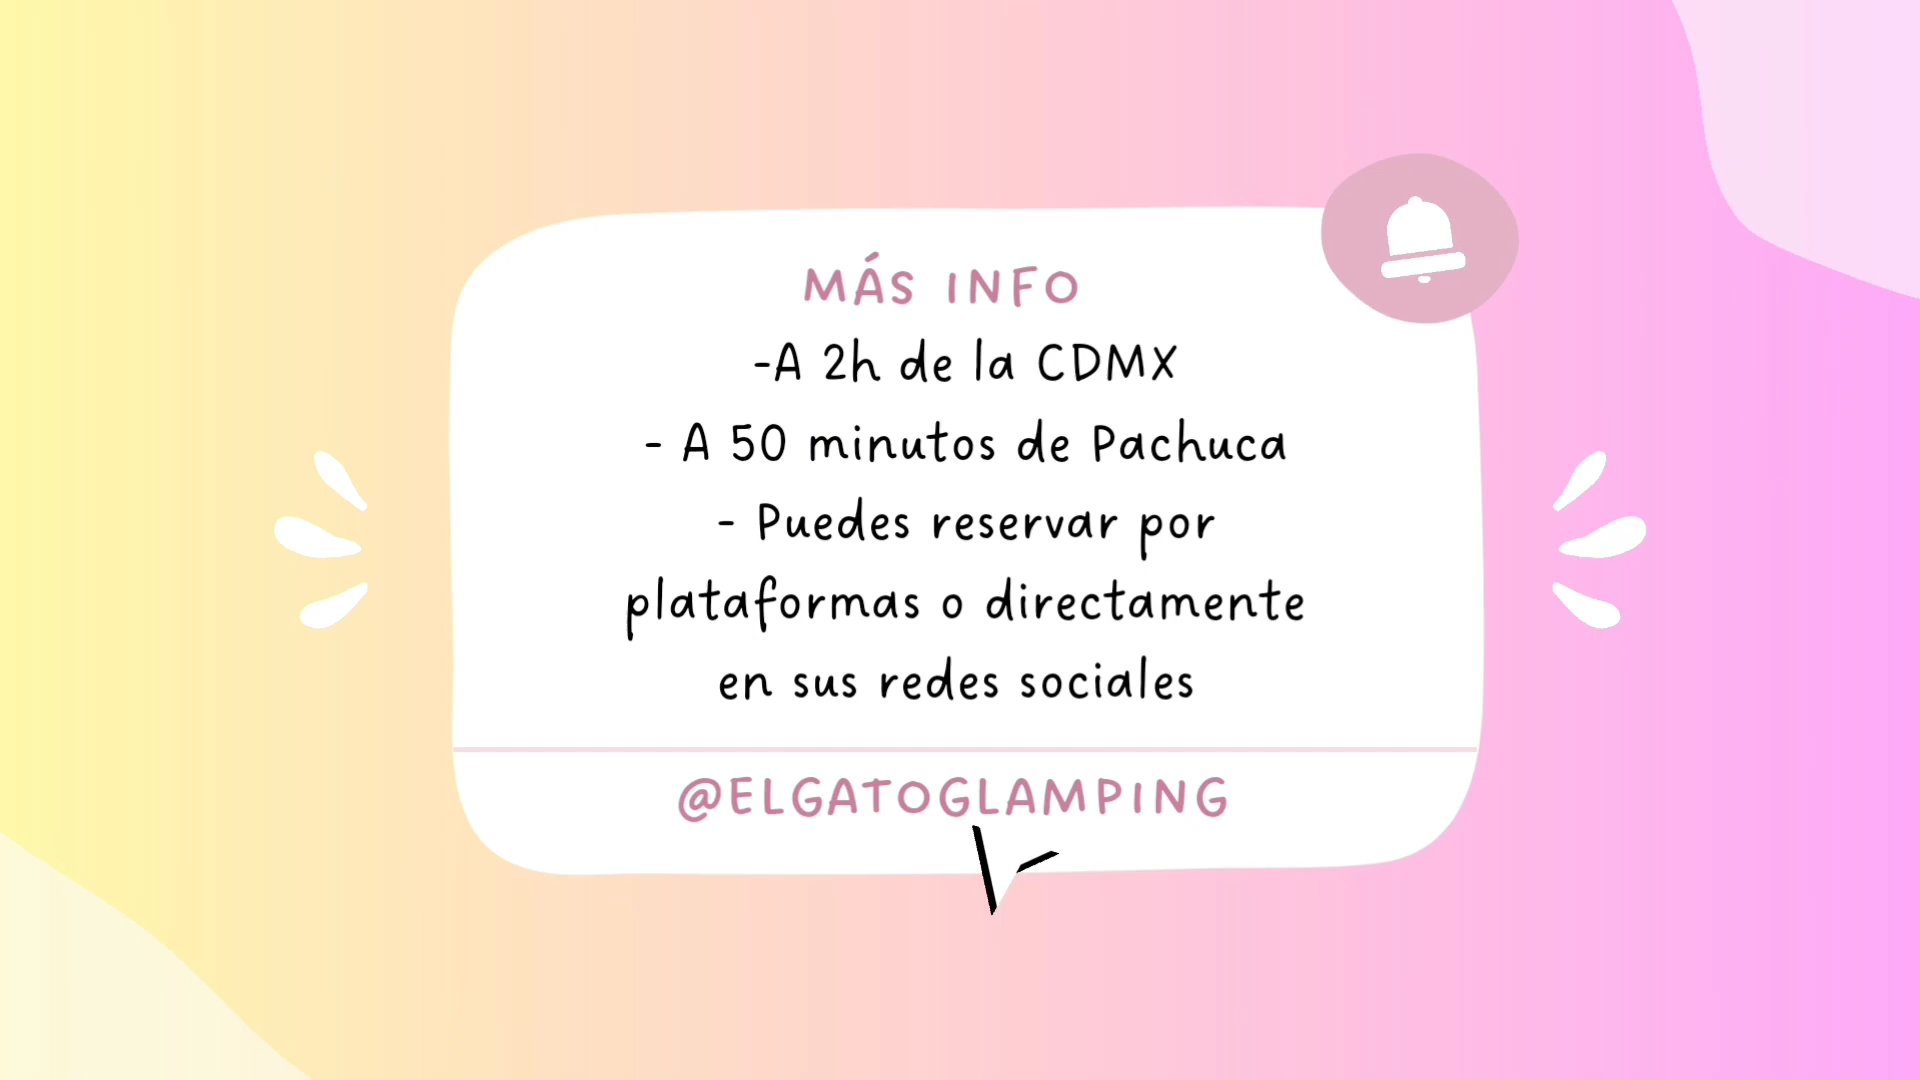 MÁS INFO
-A 2h de la CDMX
- A 50 minutos de Pachuca
- Puedes reservar por
plataformas o directamente
en sus redes sociales
@ELGATOGLAMPING